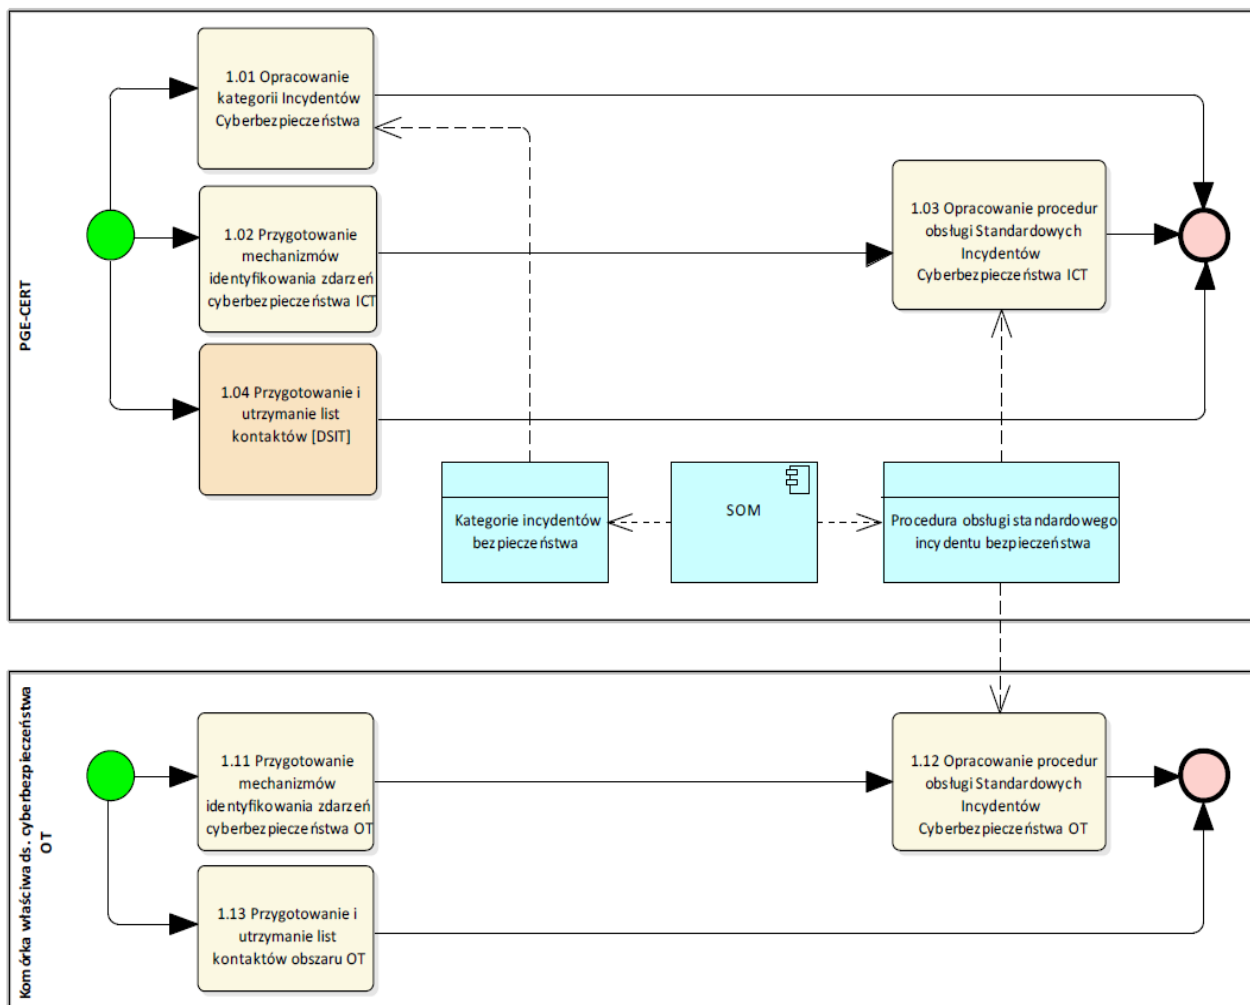 PGE-CERT
1.01 Opracowanie
kategorii Incydentów
Cyberbezpieczeństwa
1.02 Przygotowanie
mechanizmów
identyfikowania zdarzeń
cyberbezpieczeństwa ICT
1.03 Opracowanie procedur
obsługi Standardowych
Incydentów
Cyberbezpieczeństwa ICT
1.04 Przygotowanie i
utrzymanie list
kontaktów [DSIT]
Kategorie incydentów
bezpieczeństwa
SOM
Procedura obsługi standardowego
incydentu bezpieczeństwa
Komórka właściwa ds. cyberbezpieczeństwa
OT
1.11 Przygotowanie
mechanizmów
identyfikowania zdarzeń
cyberbezpieczeństwa OT
1.12 Opracowanie procedur
obsługi Standardowych
Incydentów
Cyberbezpieczeństwa OT
1.13 Przygotowanie i
utrzymanie list
kontaktów obszaru OT